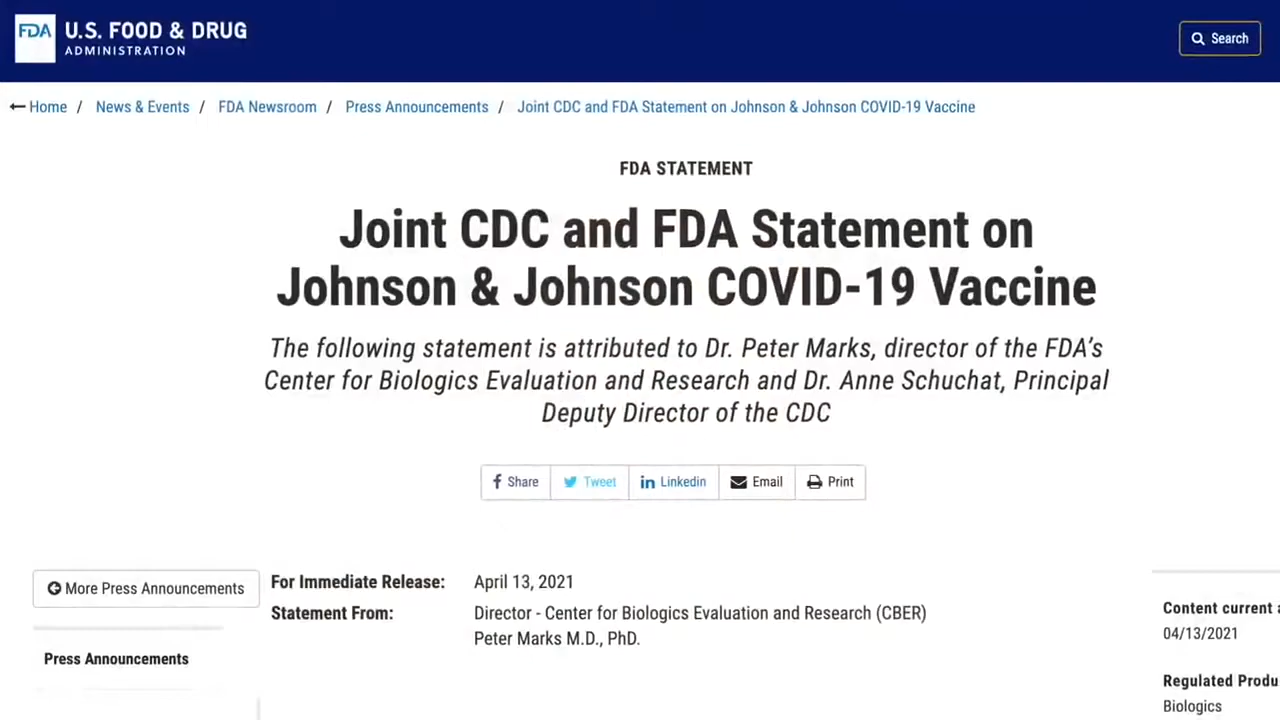 FDA U.S. FOOD & DRUG
ADMINISTRATION
Search
Home / News & Events / FDA Newsroom / Press Announcements / Joint CDC and FDA Statement on Johnson & Johnson COVID-19 Vaccine
FDA STATEMENT
Joint CDC and FDA Statement on
Johnson & Johnson COVID-19 Vaccine
The following statement is attributed to Dr. Peter Marks, director of the FDA's
Center for Biologics Evaluation and Research and Dr. Anne Schuchat, Principal
Deputy Director of the CDC
Share Tweet Linkedin Email Print
More Press Announcements
Press Announcements
For Immediate Release: April 13, 2021
Statement From: Director - Center for Biologics Evaluation and Research (CBER)
Peter Marks M.D., PhD.
Content current
04/13/2021
Regulated
Biologics